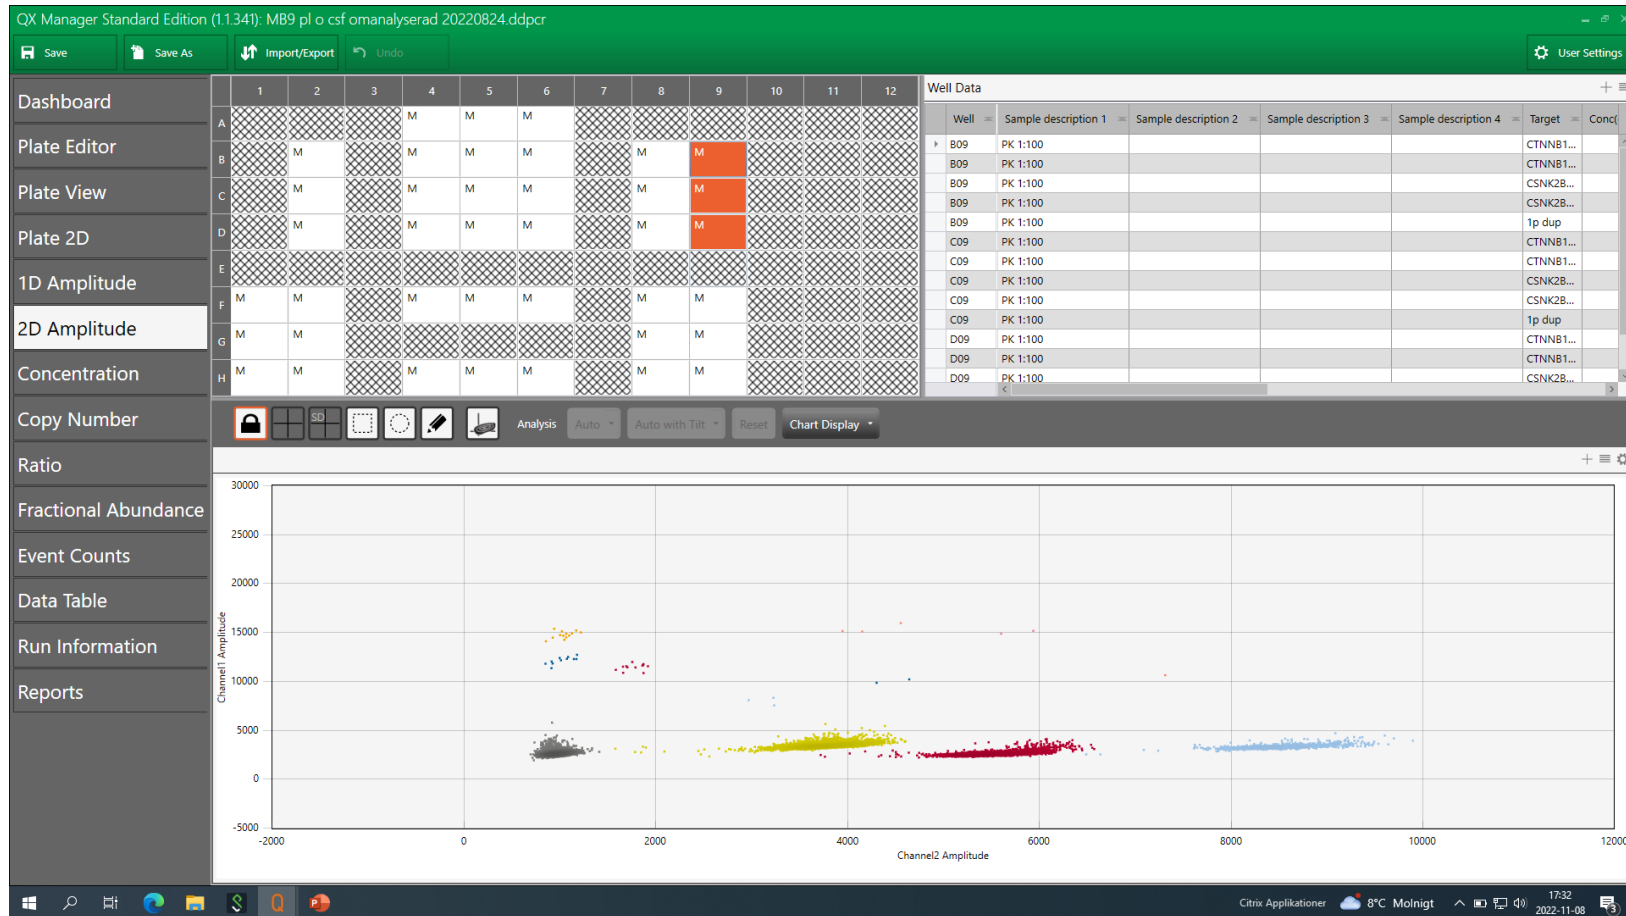 QX Manager Standard Edition (1.1.341): MB9 pl o csf omanalyserad 20220824.ddpcr
Save Save As Import/Export Undo User Settings
Dashboard
Plate Editor
Plate View
Plate 2D
1D Amplitude
2D Amplitude
Concentration
Copy Number
Ratio
Fractional Abundance
Event Counts
Data Table
Run Information
Reports
1 2 3 4 5 6 7 8 9 10 11 12
A M M M
B M M M M M M
C M M M M M M
D M M M M M M
E
F M M M M M M M
G M M M M
H M M M M M M M
Well Data
Well Sample description 1 Sample description 2 Sample description 3 Sample description 4 Target Conc(
B09 PK 1:100 CTNNB1...
B09 PK 1:100 CTNNB1...
B09 PK 1:100 CSNK2B...
B09 PK 1:100 CSNK2B...
B09 PK 1:100 1p dup
C09 PK 1:100 CTNNB1...
C09 PK 1:100 CTNNB1...
C09 PK 1:100 CSNK2B...
C09 PK 1:100 CSNK2B...
C09 PK 1:100 1p dup
D09 PK 1:100 CTNNB1...
D09 PK 1:100 CTNNB1...
D09 PK 1:100 CSNK2B...
SD Analysis Auto Auto with Tilt Reset Chart Display
30000
25000
20000
15000
10000
5000
0
-5000
Channel1 Amplitude
-2000 0 2000 4000 6000 8000 10000 12000
Channel2 Amplitude
Citrix Applikationer 8°C Molnigt 17:32
2022-11-08 3